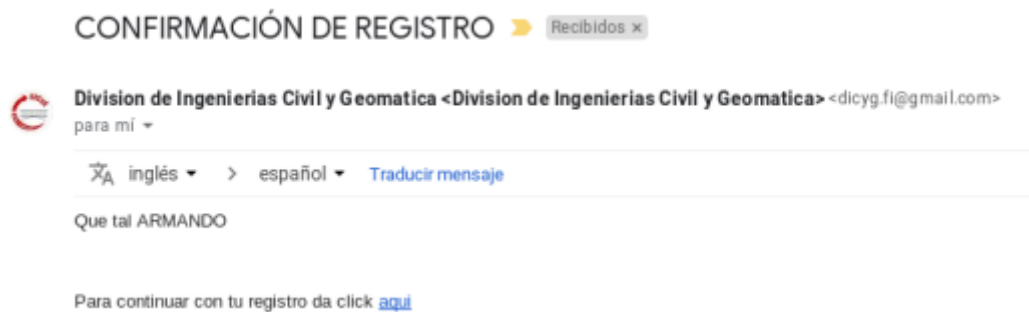 CONFIRMACIÓN DE REGISTRO Recibidos ×
Division de Ingenierias Civil y Geomatica <Division de Ingenierias Civil y Geomatica> <dicyg.fi@gmail.com>
para mí
inglés > español Traducir mensaje
Que tal ARMANDO
Para continuar con tu registro da click aqui